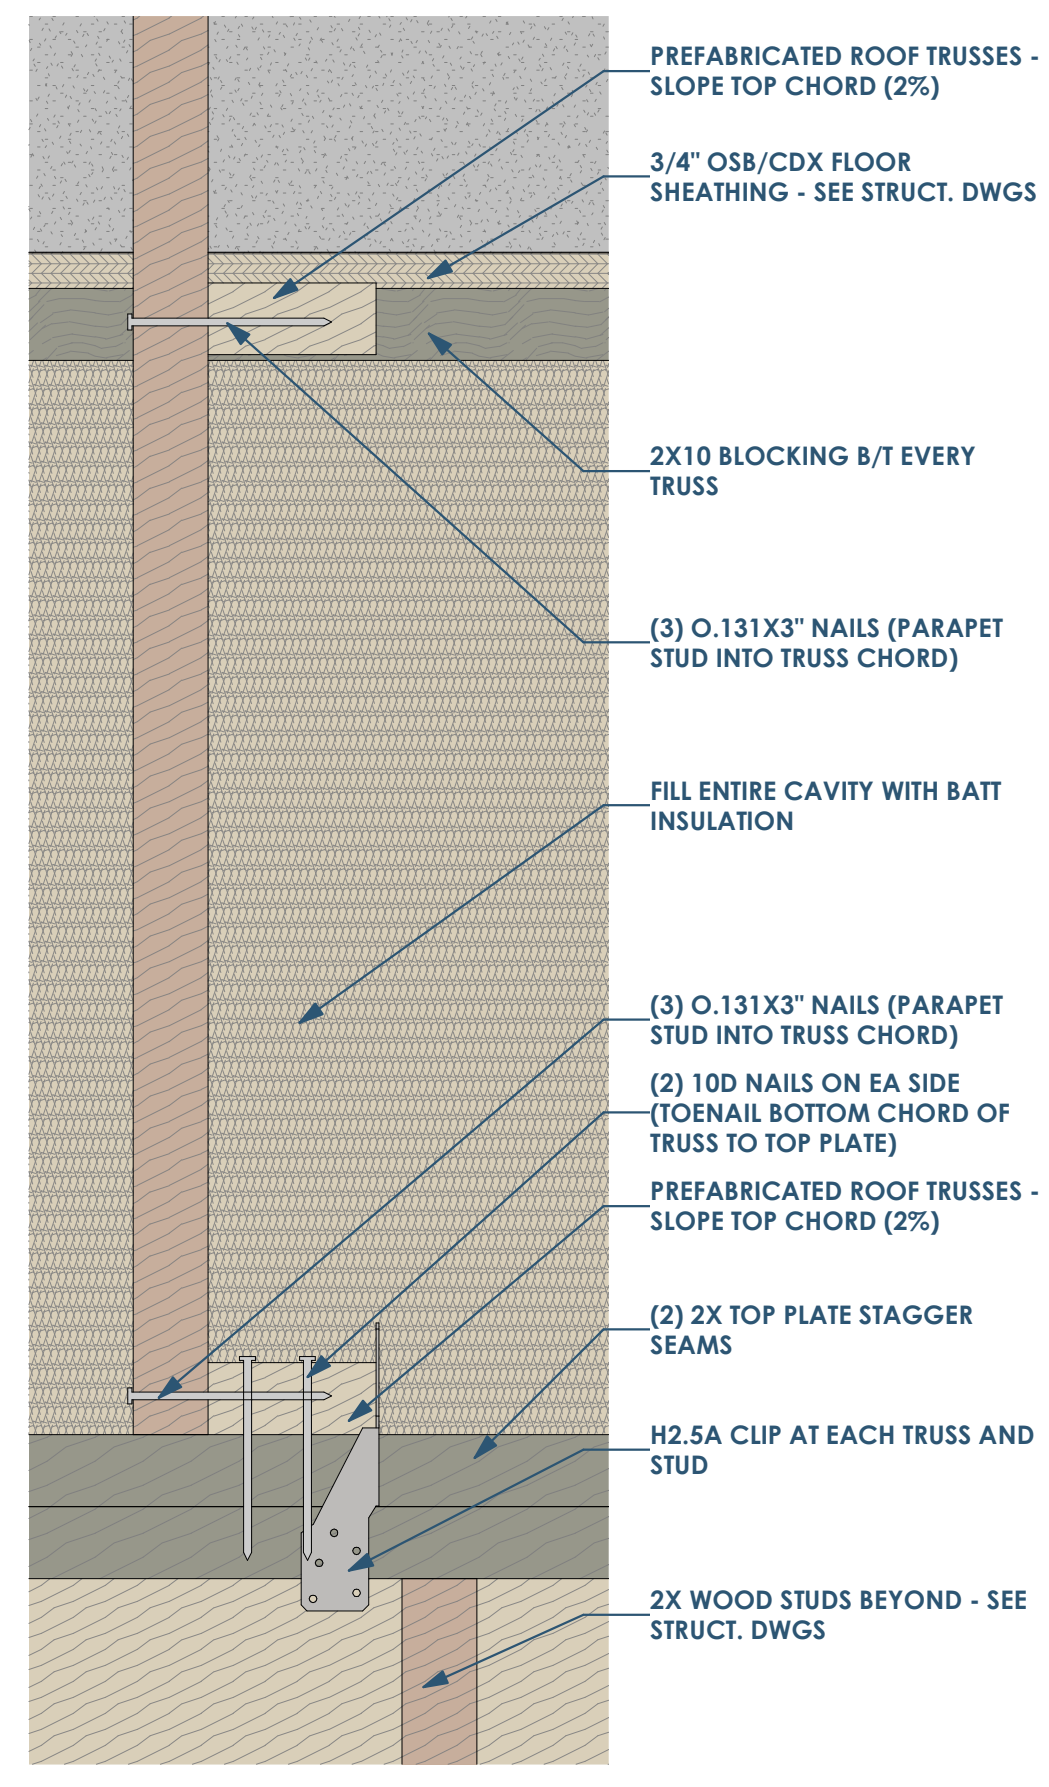 PREFABRICATED ROOF TRUSSES -
SLOPE TOP CHORD (2%)
3/4" OSB/CDX FLOOR
SHEATHING - SEE STRUCT. DWGS
2X10 BLOCKING B/T EVERY
TRUSS
(3) O.131X3" NAILS (PARAPET
STUD INTO TRUSS CHORD)
FILL ENTIRE CAVITY WITH BATT
INSULATION
(3) O.131X3" NAILS (PARAPET
STUD INTO TRUSS CHORD)
(2) 10D NAILS ON EA SIDE
(TOENAIL BOTTOM CHORD OF
TRUSS TO TOP PLATE)
PREFABRICATED ROOF TRUSSES -
SLOPE TOP CHORD (2%)
(2) 2X TOP PLATE STAGGER
SEAMS
H2.5A CLIP AT EACH TRUSS AND
STUD
2X WOOD STUDS BEYOND - SEE
STRUCT. DWGS